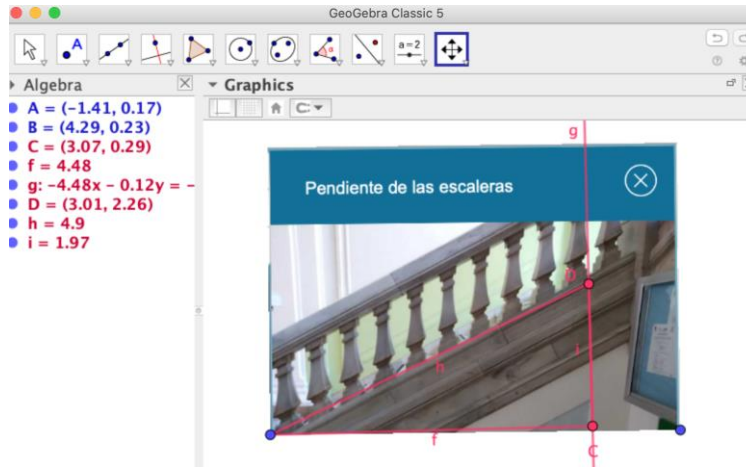 GeoGebra Classic 5
A
α
a=2
Algebra
Graphics
A = (−1.41, 0.17)
B = (4.29, 0.23)
C = (3.07, 0.29)
f = 4.48
g: −4.48x − 0.12y = −
D = (3.01, 2.26)
h = 4.9
i = 1.97
g
Pendiente de las escaleras
D
i
h
f
C